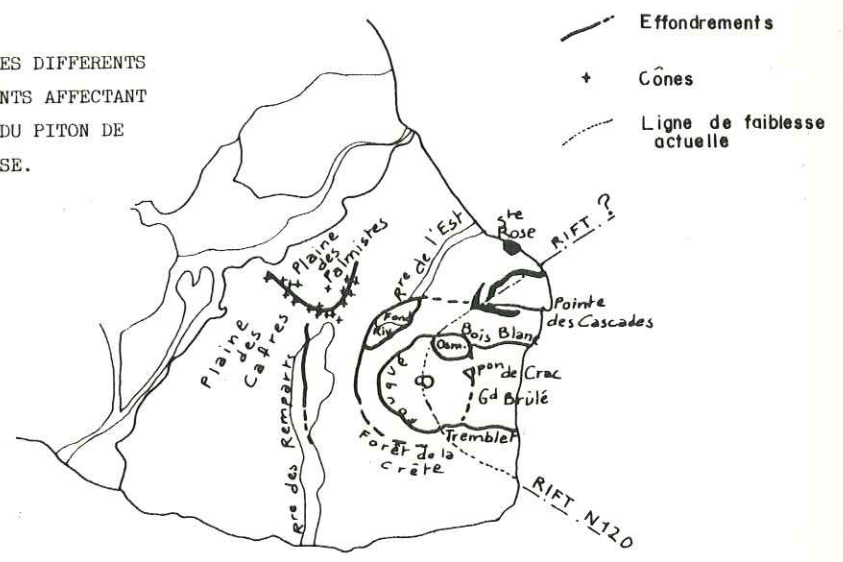 ES DIFFERENTS
NTS AFFECTANT
DU PITON DE
SE.
Effondrements
Cônes
Ligne de faiblesse
actuelle
Plaine
des
Palmistes
Plaine
des
Cafres
Rre de l'Est
Ste
Rose
RIFT ?
Pointe
des Cascades
Fond
Riv
Bois Blanc
Osm.
Pon de Crac
Gd Brûlé
Tremblet
Forêt de la
Crête
Rre des Remparts
RIFT N120